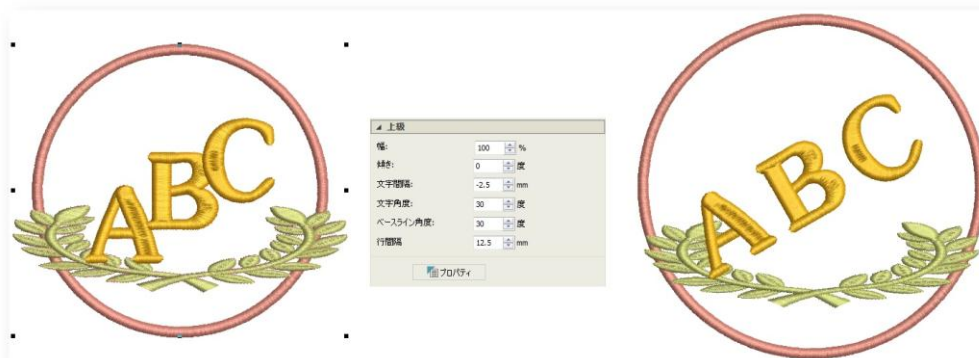 ABC
上級
幅: 100 %
傾き: 0 度
文字間隔: -2.5 mm
文字角度: 30 度
ベースライン角度: 30 度
行間隔 12.5 mm
プロパティ
ABC